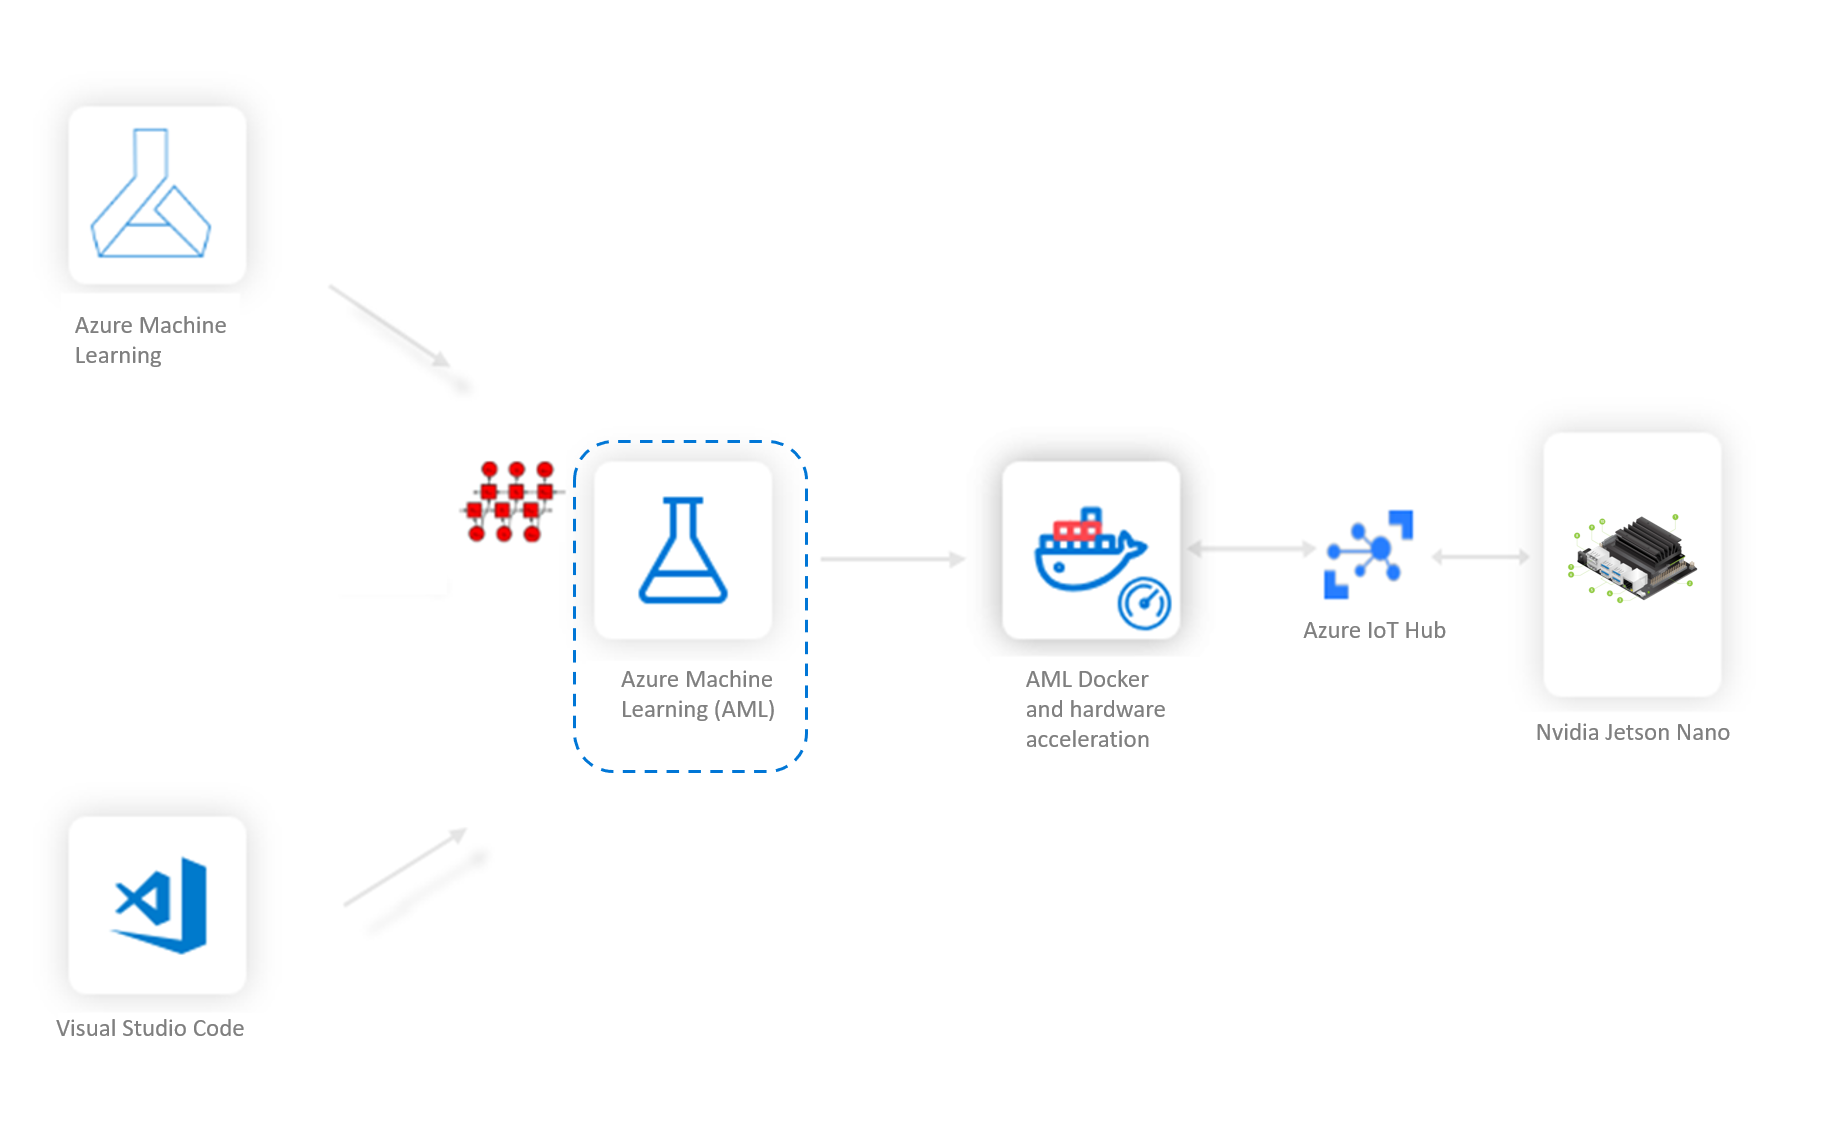 Azure Machine
Learning
Azure Machine
Learning (AML)
AML Docker
and hardware
acceleration
Azure IoT Hub
Nvidia Jetson Nano
Visual Studio Code